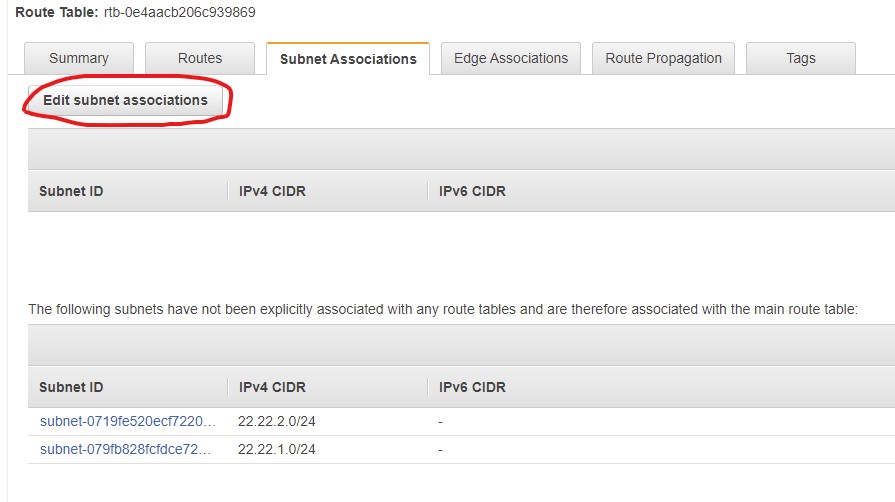 Route Table: rtb-0e4aacb206c939869
Summary Routes Subnet Associations Edge Associations Route Propagation Tags
Edit subnet associations
Subnet ID IPv4 CIDR IPv6 CIDR
The following subnets have not been explicitly associated with any route tables and are therefore associated with the main route table:
Subnet ID IPv4 CIDR IPv6 CIDR
subnet-0719fe520ecf7220… 22.22.2.0/24 -
subnet-079fb828fcfdce72… 22.22.1.0/24 -